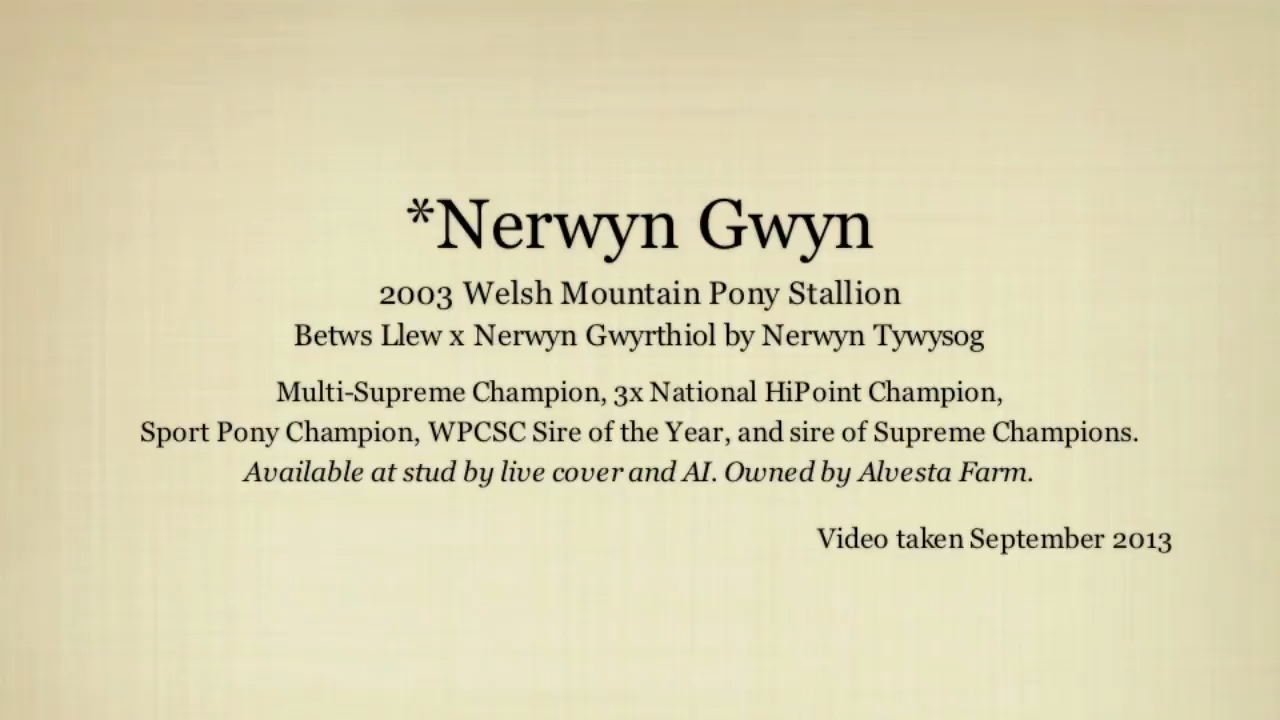 *Nerwyn Gwyn
2003 Welsh Mountain Pony Stallion
Betws Llew x Nerwyn Gwyrthiol by Nerwyn Tywysog
Multi-Supreme Champion, 3x National HiPoint Champion,
Sport Pony Champion, WPCSC Sire of the Year, and sire of Supreme Champions.
Available at stud by live cover and AI. Owned by Alvesta Farm.
Video taken September 2013